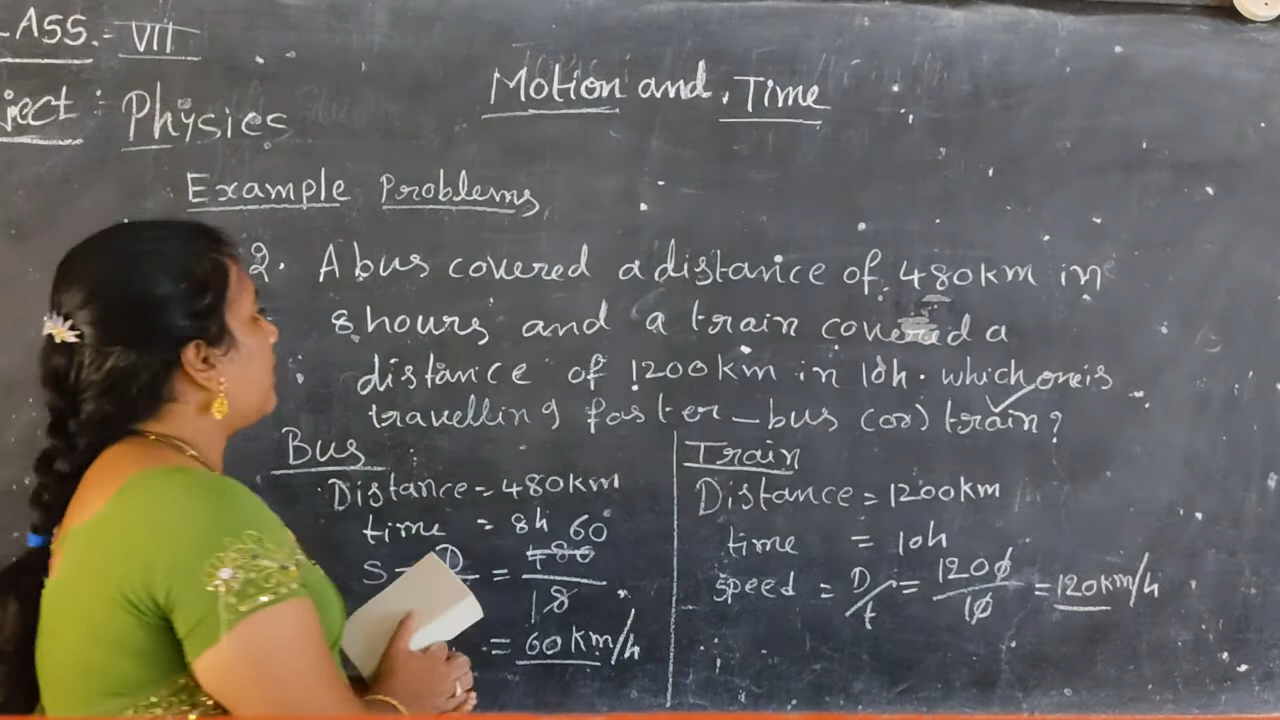 ASS.- VII
ject : Physics
Motion and Time
Example Problems
2. A bus covered a distance of 480km in
8 hours and a train covered a
distance of 1200km in 10h. which one is
travelling faster - bus (or) train?
Bus
Distance = 480km
time = 8h
60
S = D = 480
18
= 60km/h
Train
Distance = 1200km
time = 10h
speed = D/t = 1200/10 = 120km/h